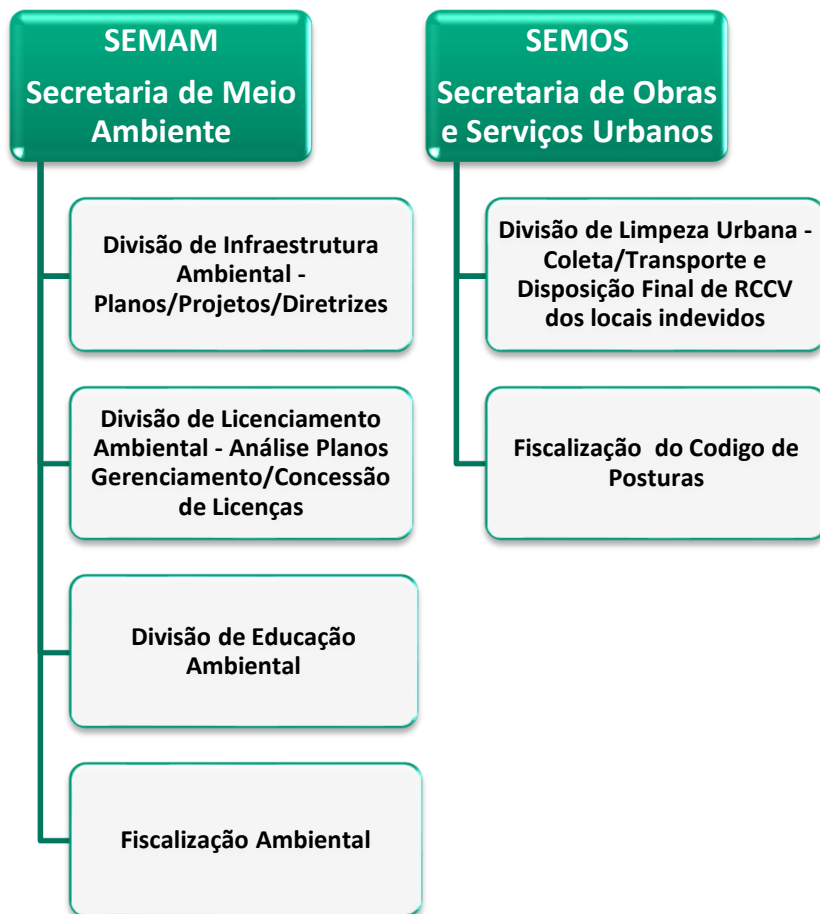 SEMAM
Secretaria de Meio
Ambiente
Divisão de Infraestrutura
Ambiental -
Planos/Projetos/Diretrizes
Divisão de Licenciamento
Ambiental - Análise Planos
Gerenciamento/Concessão
de Licenças
Divisão de Educação
Ambiental
Fiscalização Ambiental
SEMOS
Secretaria de Obras
e Serviços Urbanos
Divisão de Limpeza Urbana -
Coleta/Transporte e
Disposição Final de RCCV
dos locais indevidos
Fiscalização do Codigo de
Posturas